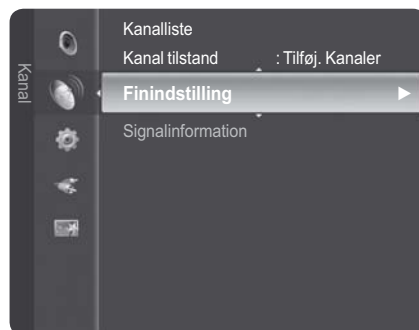 Kanal
Kanalliste
Kanal tilstand : Tilføj. Kanaler
Finindstilling
Signalinformation